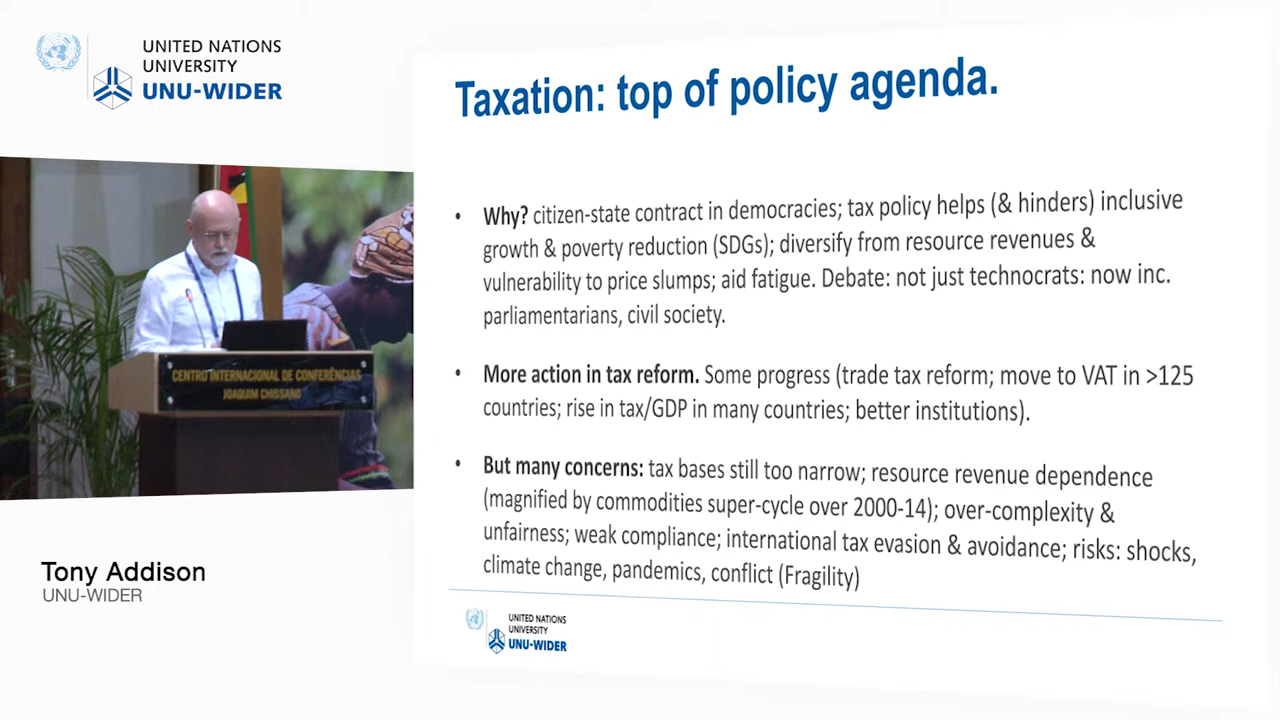 UNITED NATIONS
UNIVERSITY
UNU-WIDER
Taxation: top of policy agenda.
• Why? citizen-state contract in democracies; tax policy helps (& hinders) inclusive
growth & poverty reduction (SDGs); diversify from resource revenues &
vulnerability to price slumps; aid fatigue. Debate: not just technocrats: now inc.
parliamentarians, civil society.
• More action in tax reform. Some progress (trade tax reform; move to VAT in >125
countries; rise in tax/GDP in many countries; better institutions).
• But many concerns: tax bases still too narrow; resource revenue dependence
(magnified by commodities super-cycle over 2000-14); over-complexity &
unfairness; weak compliance; international tax evasion & avoidance; risks: shocks,
climate change, pandemics, conflict (Fragility)
UNITED NATIONS
UNIVERSITY
UNU-WIDER
CENTRO INTERNACIONAL DE CONFERÊNCIAS
JOAQUIM CHISSANO
Tony Addison
UNU-WIDER